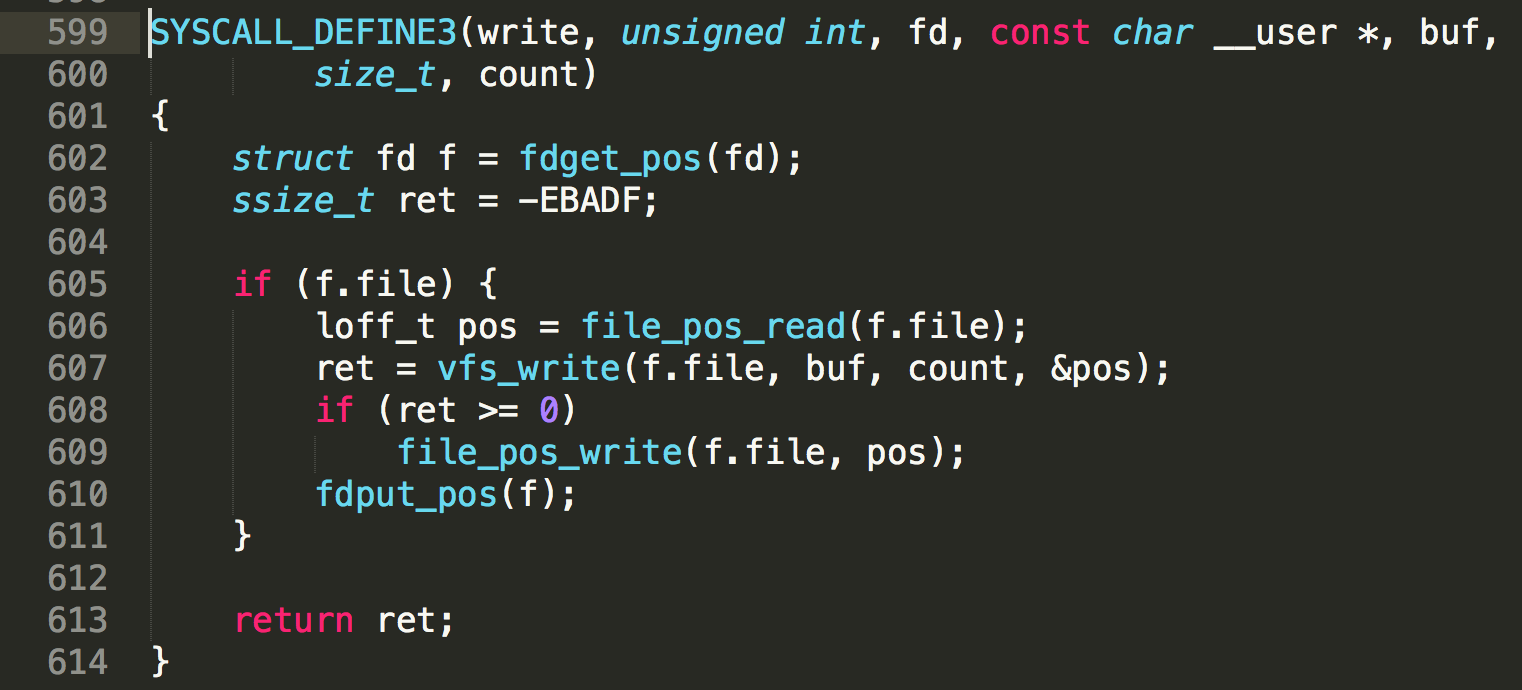 599 SYSCALL_DEFINE3(write, unsigned int, fd, const char __user *, buf,
600         size_t, count)
601 {
602     struct fd f = fdget_pos(fd);
603     ssize_t ret = -EBADF;
604
605     if (f.file) {
606         loff_t pos = file_pos_read(f.file);
607         ret = vfs_write(f.file, buf, count, &pos);
608         if (ret >= 0)
609             file_pos_write(f.file, pos);
610         fdput_pos(f);
611     }
612
613     return ret;
614 }